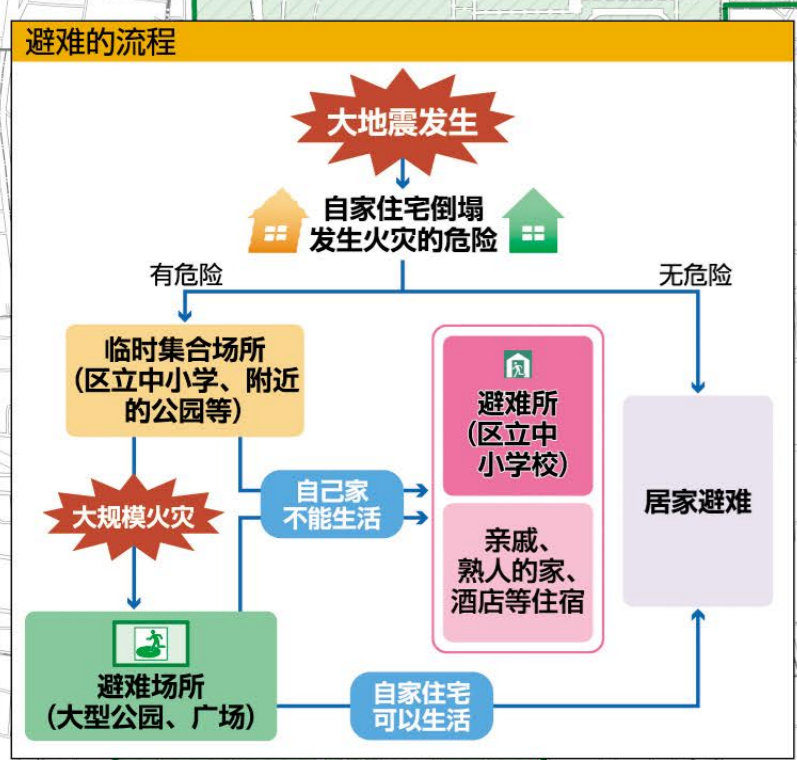 避难的流程
大地震发生
自家住宅倒塌
发生火灾的危险
有危险
无危险
临时集合场所
（区立中小学、附近
的公园等）
避难所
（区立中
小学校）
大规模火灾
自己家
不能生活
亲戚、
熟人的家、
酒店等住宿
居家避难
避难场所
（大型公园、广场）
自家住宅
可以生活